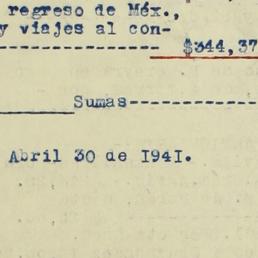 regreso de Méx.,
y viajes al con-
---------------- $344,37
Sumas-------------
Abril 30 de 1941.